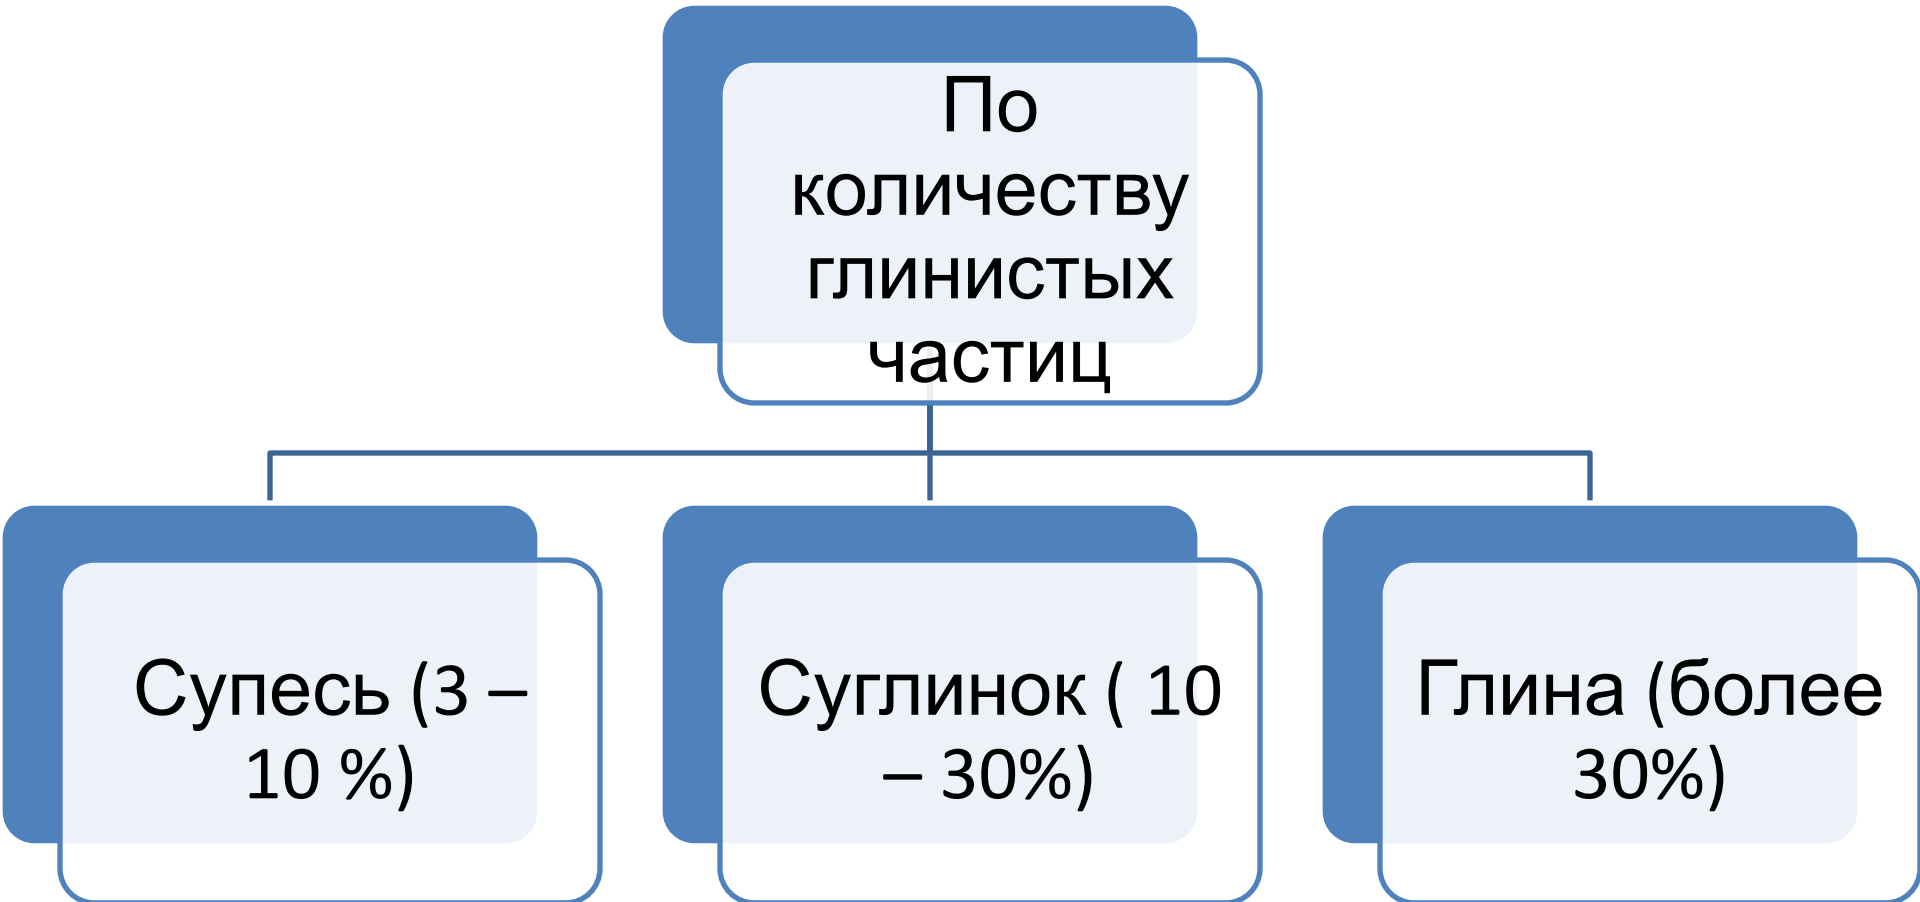 По
количеству
глинистых
частиц
Супесь (3 –
10 %)
Суглинок ( 10
– 30%)
Глина (более
30%)